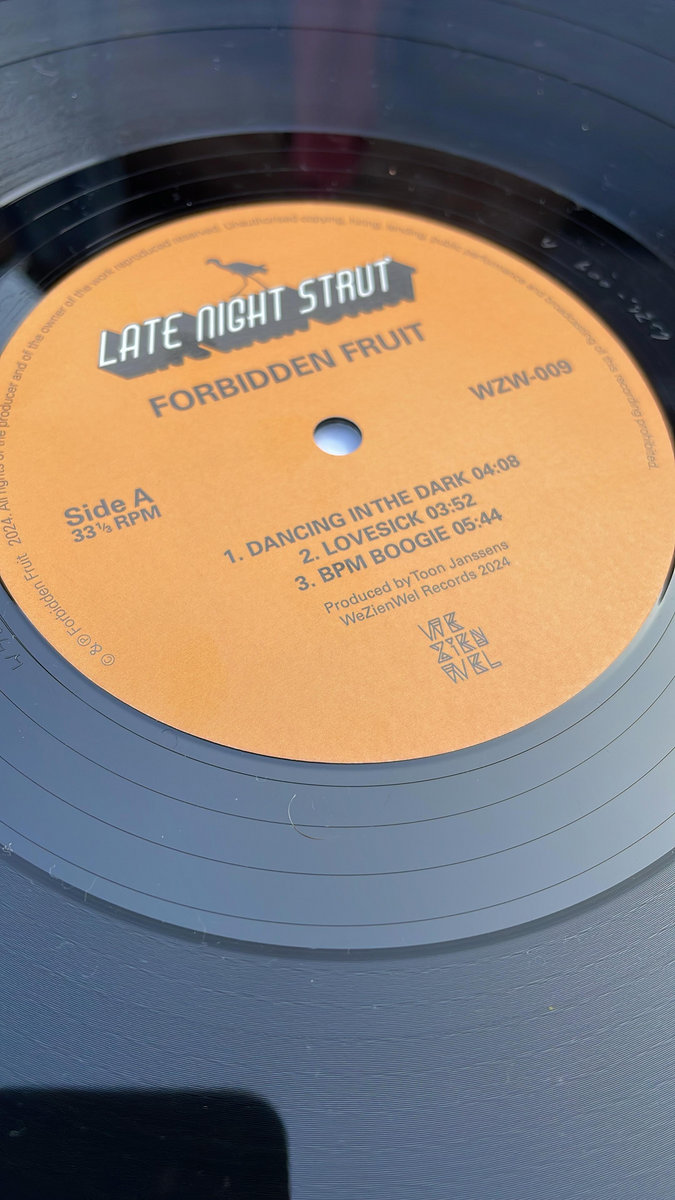 LATE NIGHT STRUT
FORBIDDEN FRUIT
WZW-009
Side A
33⅓ RPM
1. DANCING IN THE DARK 04:08
2. LOVESICK 03:52
3. BPM BOOGIE 05:44
Produced by Toon Janssens
WeZienWel Records 2024
WE
ZIEN
WEL
© & ℗ Forbidden Fruit 2024. All rights of the producer and of the owner of the work reproduced reserved. Unauthorised copying, hiring, lending, public performance and broadcasting of this recording prohibited.